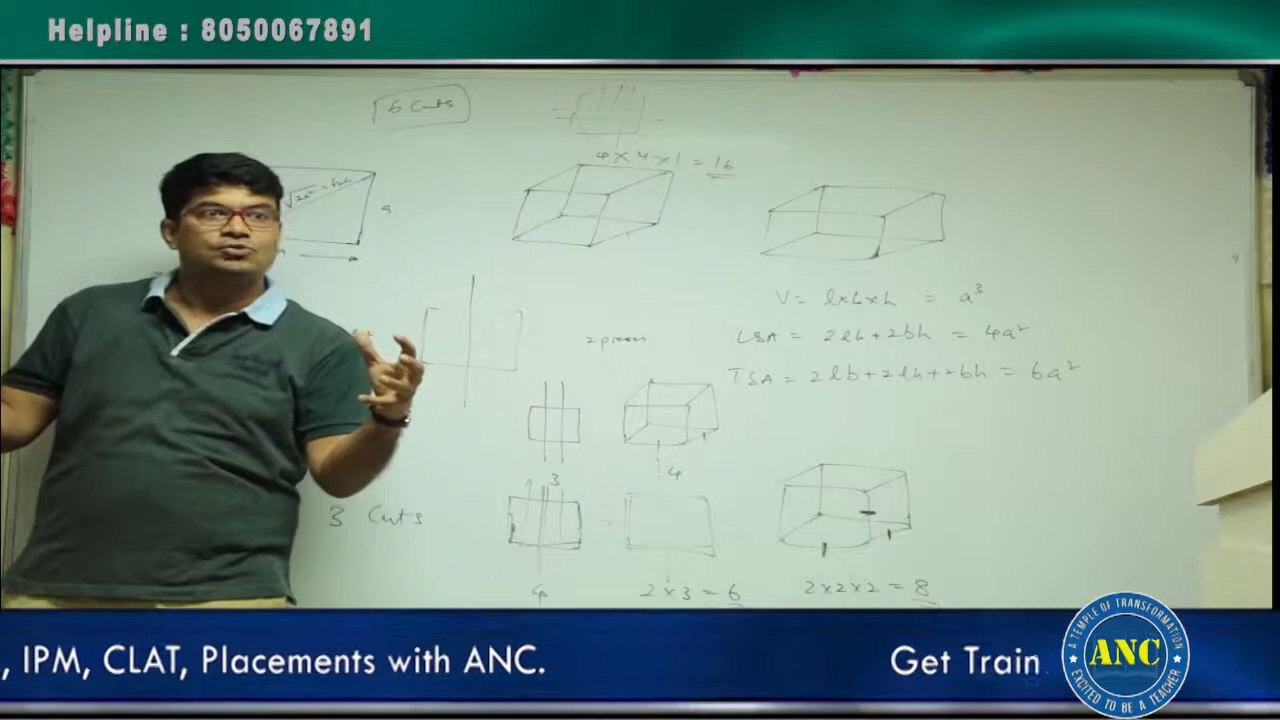 Helpline : 8050067891
6 Cuts
4 × 4 × 1 = 16
√2a² = √2a
a
V = l×b×h = a³
2 pieces
LSA = 2lh + 2bh = 4a²
TSA = 2lb + 2lh + 2bh = 6a²
4
3
3 Cuts
4
2 × 3 = 6
2×2×2 = 8
, IPM, CLAT, Placements with ANC.
Get Train
A TEMPLE OF TRANSFORMATION
ANC
EXCITED TO BE A TEACHER